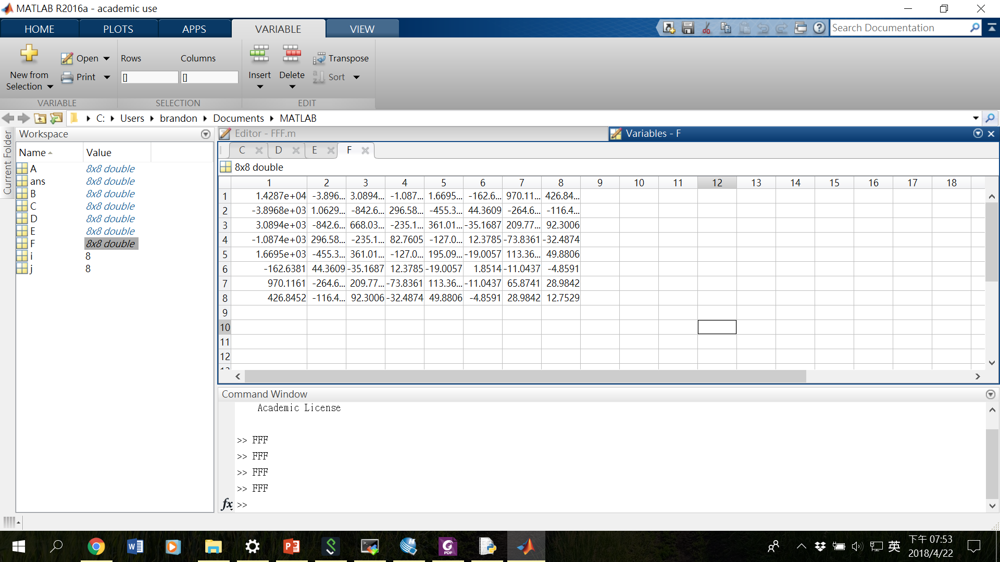 MATLAB R2016a - academic use
HOME PLOTS APPS VARIABLE VIEW Search Documentation
New from Selection Open Print Rows Columns [] [] Insert Delete Transpose Sort
VARIABLE SELECTION EDIT
C: Users brandon Documents MATLAB
Current Folder
Workspace
Name Value
A 8x8 double
ans 8x8 double
B 8x8 double
C 8x8 double
D 8x8 double
E 8x8 double
F 8x8 double
i 8
j 8
Editor - FFF.m Variables - F
C D E F
8x8 double
1 2 3 4 5 6 7 8 9 10 11 12 13 14 15 16 17 18
1 1.4287e+04 -3.896... 3.0894... -1.087... 1.6695... -162.6... 970.11... 426.84...
2 -3.8968e+03 1.0629... -842.6... 296.58... -455.3... 44.3609 -264.6... -116.4...
3 3.0894e+03 -842.6... 668.03... -235.1... 361.01... -35.1687 209.77... 92.3006
4 -1.0874e+03 296.58... -235.1... 82.7605 -127.0... 12.3785 -73.8361 -32.4874
5 1.6695e+03 -455.3... 361.01... -127.0... 195.09... -19.0057 113.36... 49.8806
6 -162.6381 44.3609 -35.1687 12.3785 -19.0057 1.8514 -11.0437 -4.8591
7 970.1161 -264.6... 209.77... -73.8361 113.36... -11.0437 65.8741 28.9842
8 426.8452 -116.4... 92.3006 -32.4874 49.8806 -4.8591 28.9842 12.7529
9
10
11
12
Command Window
Academic License
>> FFF
>> FFF
>> FFF
>> FFF
fx >>
英 下午 07:53
2018/4/22